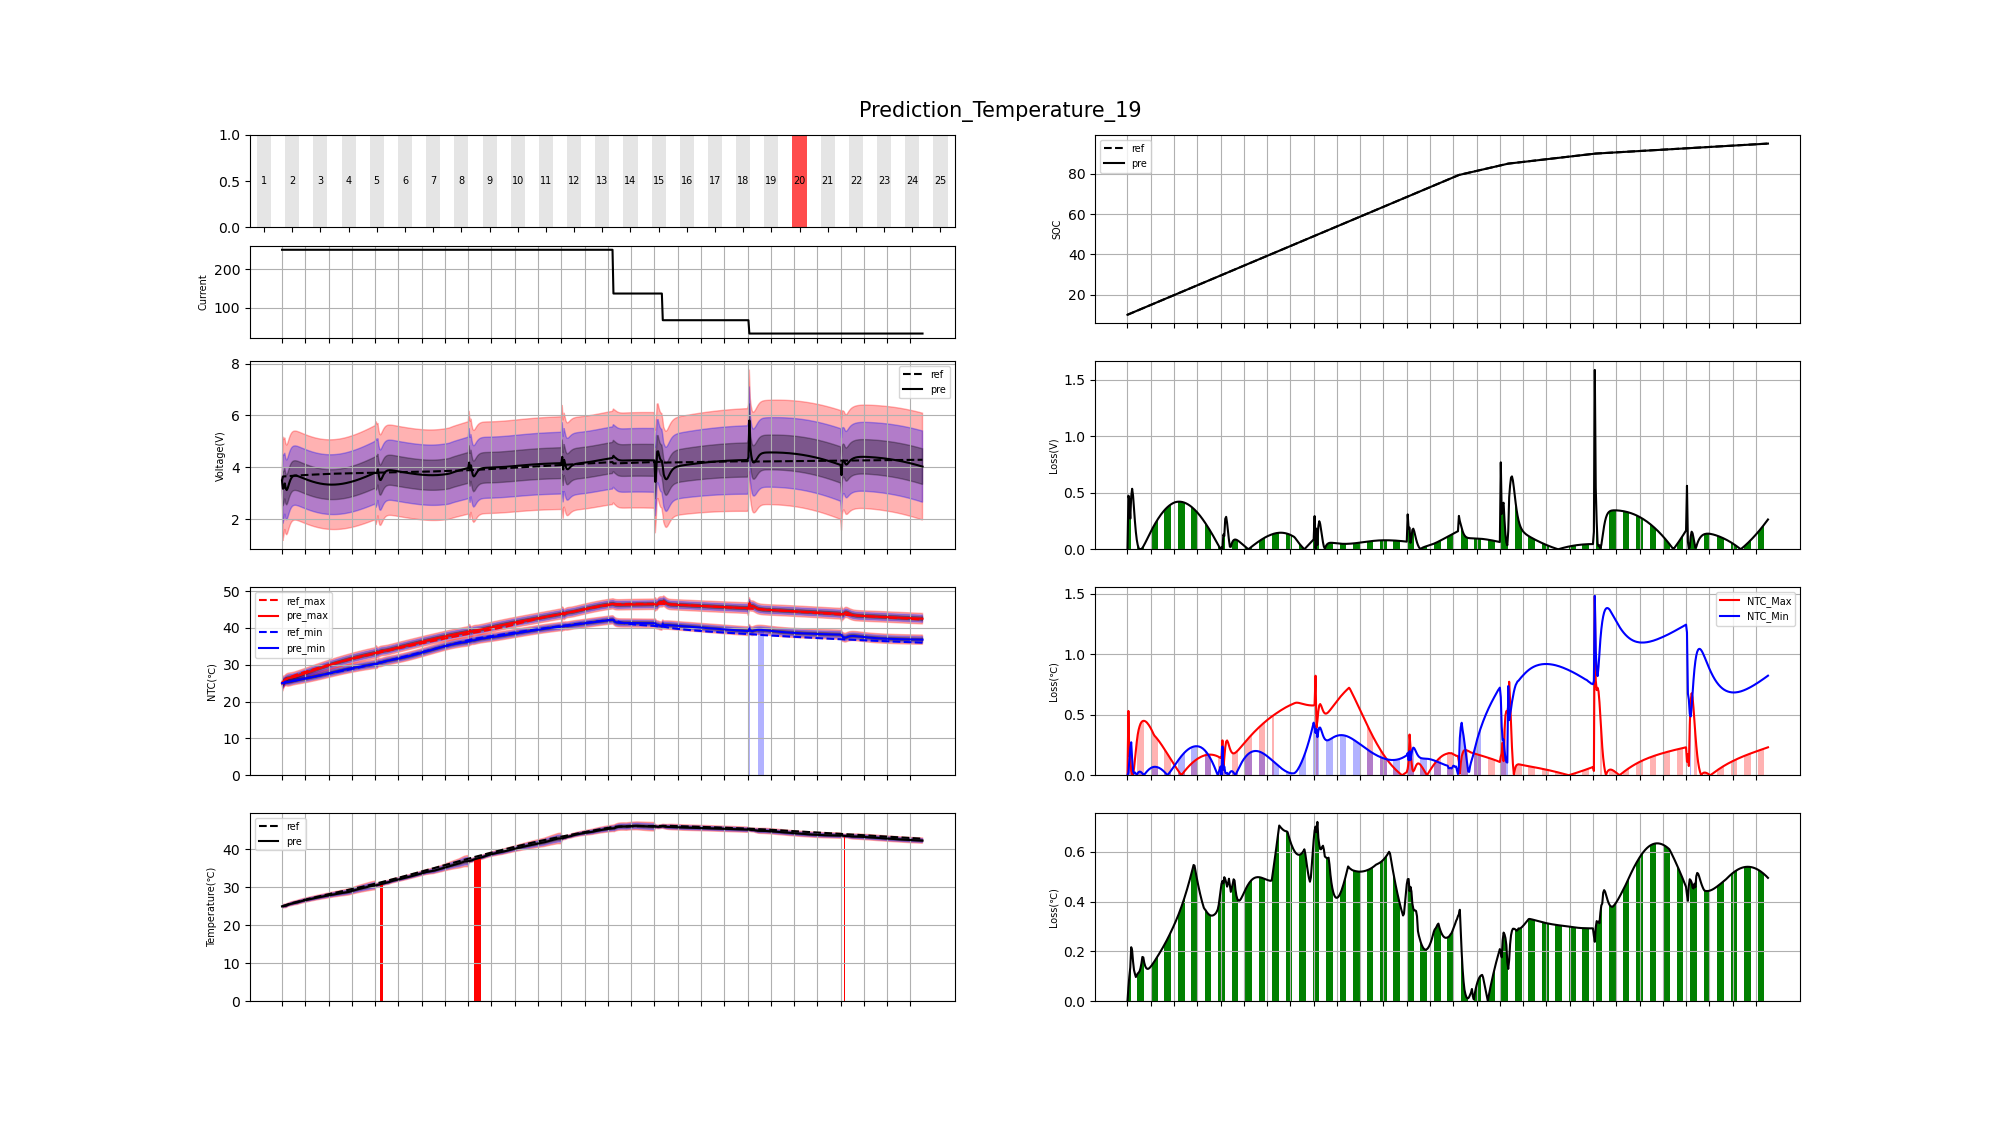 Prediction_Temperature_19
1.0
0.5
0.0
1 2 3 4 5 6 7 8 9 10 11 12 13 14 15 16 17 18 19 20 21 22 23 24 25
Current
200
100
Voltage(V)
8
6
4
2
ref
pre
NTC(℃)
50
40
30
20
10
0
ref_max
pre_max
ref_min
pre_min
Temperature(℃)
40
30
20
10
0
ref
pre
SOC
80
60
40
20
ref
pre
Loss(V)
1.5
1.0
0.5
0.0
Loss(℃)
1.5
1.0
0.5
0.0
NTC_Max
NTC_Min
Loss(℃)
0.6
0.4
0.2
0.0